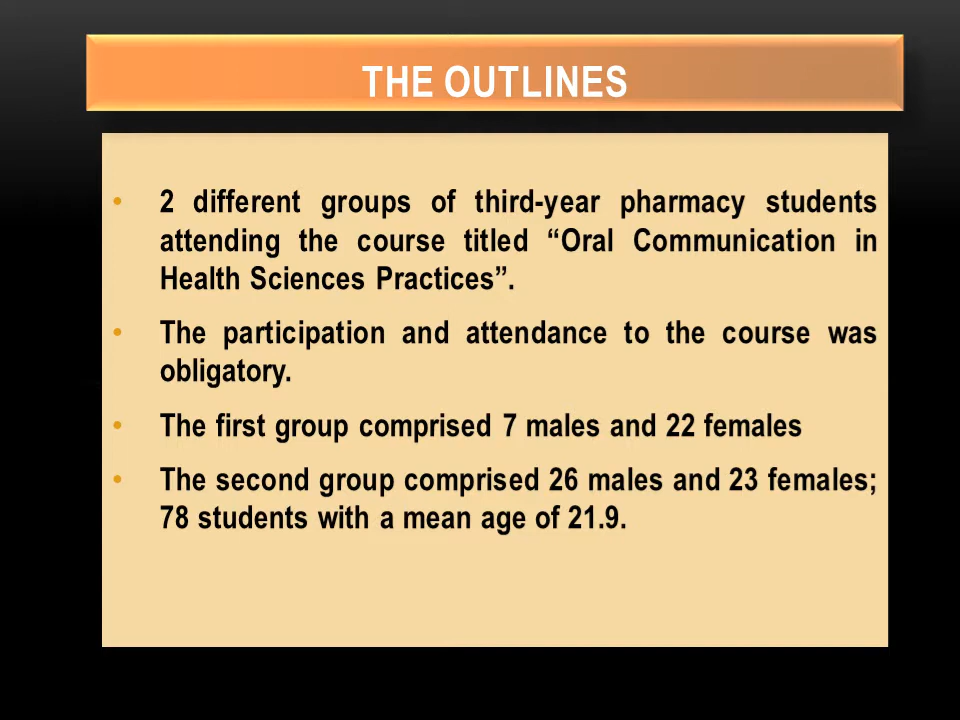 THE OUTLINES
• 2 different groups of third-year pharmacy students
attending the course titled “Oral Communication in
Health Sciences Practices”.
• The participation and attendance to the course was
obligatory.
• The first group comprised 7 males and 22 females
• The second group comprised 26 males and 23 females;
78 students with a mean age of 21.9.